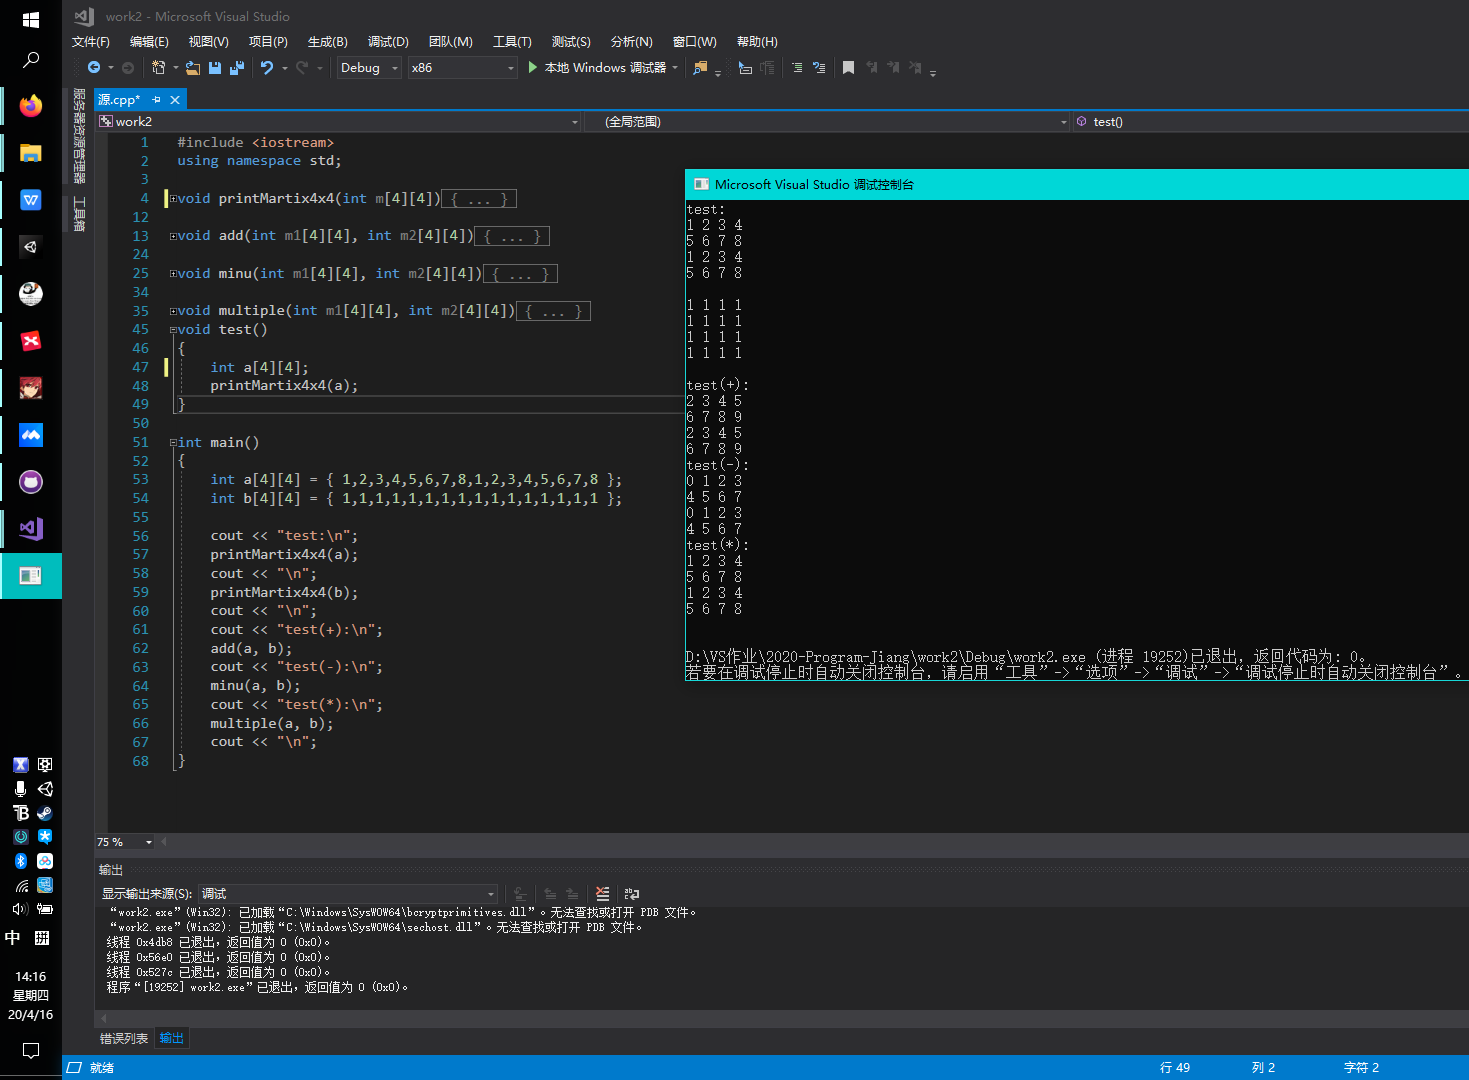 work2 - Microsoft Visual Studio
文件(F) 编辑(E) 视图(V) 项目(P) 生成(B) 调试(D) 团队(M) 工具(T) 测试(S) 分析(N) 窗口(W) 帮助(H)
Debug x86 本地 Windows 调试器
服务器资源管理器
工具箱
源.cpp*
work2 (全局范围) test()
1 #include <iostream>
2 using namespace std;
3
4 void printMartix4x4(int m[4][4]){ ... }
12
13 void add(int m1[4][4], int m2[4][4]){ ... }
24
25 void minu(int m1[4][4], int m2[4][4]){ ... }
34
35 void multiple(int m1[4][4], int m2[4][4]){ ... }
45 void test()
46 {
47 int a[4][4];
48 printMartix4x4(a);
49 }
50
51 int main()
52 {
53 int a[4][4] = { 1,2,3,4,5,6,7,8,1,2,3,4,5,6,7,8 };
54 int b[4][4] = { 1,1,1,1,1,1,1,1,1,1,1,1,1,1,1,1 };
55
56 cout << "test:\n";
57 printMartix4x4(a);
58 cout << "\n";
59 printMartix4x4(b);
60 cout << "\n";
61 cout << "test(+):\n";
62 add(a, b);
63 cout << "test(-):\n";
64 minu(a, b);
65 cout << "test(*):\n";
66 multiple(a, b);
67 cout << "\n";
68 }
Microsoft Visual Studio 调试控制台
test:
1 2 3 4
5 6 7 8
1 2 3 4
5 6 7 8
1 1 1 1
1 1 1 1
1 1 1 1
1 1 1 1
test(+):
2 3 4 5
6 7 8 9
2 3 4 5
6 7 8 9
test(-):
0 1 2 3
4 5 6 7
0 1 2 3
4 5 6 7
test(*):
1 2 3 4
5 6 7 8
1 2 3 4
5 6 7 8
D:\VS作业\2020-Program-Jiang\work2\Debug\work2.exe (进程 19252)已退出，返回代码为: 0。
若要在调试停止时自动关闭控制台，请启用“工具”->“选项”->“调试”->“调试停止时自动关闭控制台”。
75 %
输出
显示输出来源(S): 调试
“work2.exe”(Win32): 已加载“C:\Windows\SysWOW64\bcryptprimitives.dll”。无法查找或打开 PDB 文件。
“work2.exe”(Win32): 已加载“C:\Windows\SysWOW64\sechost.dll”。无法查找或打开 PDB 文件。
线程 0x4db8 已退出，返回值为 0 (0x0)。
线程 0x56e0 已退出，返回值为 0 (0x0)。
线程 0x527c 已退出，返回值为 0 (0x0)。
程序“[19252] work2.exe”已退出，返回值为 0 (0x0)。
错误列表 输出
就绪 行 49 列 2 字符 2
中 拼
14:16
星期四
20/4/16